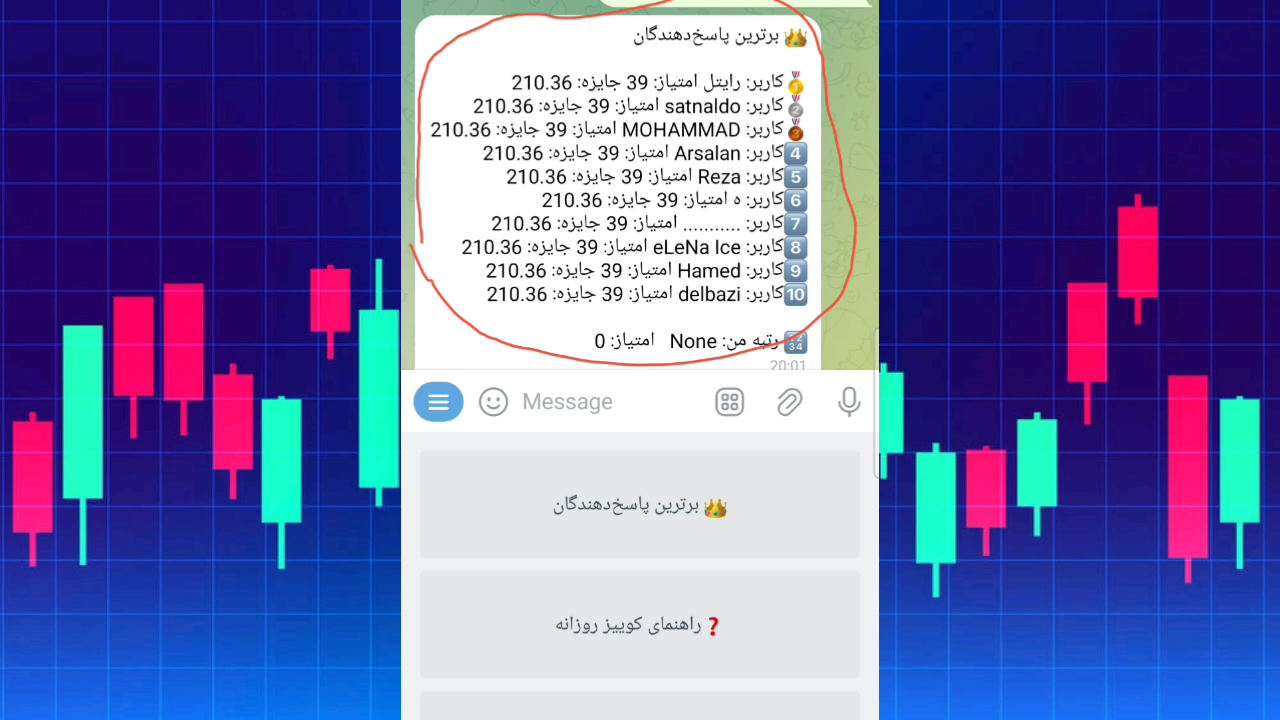 👑 برترین پاسخ‌دهندگان
🥇کاربر: رایتل امتیاز: 39 جایزه: 210.36
🥈کاربر: satnaldo امتیاز: 39 جایزه: 210.36
🥉کاربر: MOHAMMAD امتیاز: 39 جایزه: 210.36
4️⃣کاربر: Arsalan امتیاز: 39 جایزه: 210.36
5️⃣کاربر: Reza امتیاز: 39 جایزه: 210.36
6️⃣کاربر: ه امتیاز: 39 جایزه: 210.36
7️⃣کاربر: ........... امتیاز: 39 جایزه: 210.36
8️⃣کاربر: eLeNa Ice امتیاز: 39 جایزه: 210.36
9️⃣کاربر: Hamed امتیاز: 39 جایزه: 210.36
🔟کاربر: delbazi امتیاز: 39 جایزه: 210.36
🔢رتبه من: None امتیاز: 0
20:01
Message
👑 برترین پاسخ‌دهندگان
❓ راهنمای کوییز روزانه